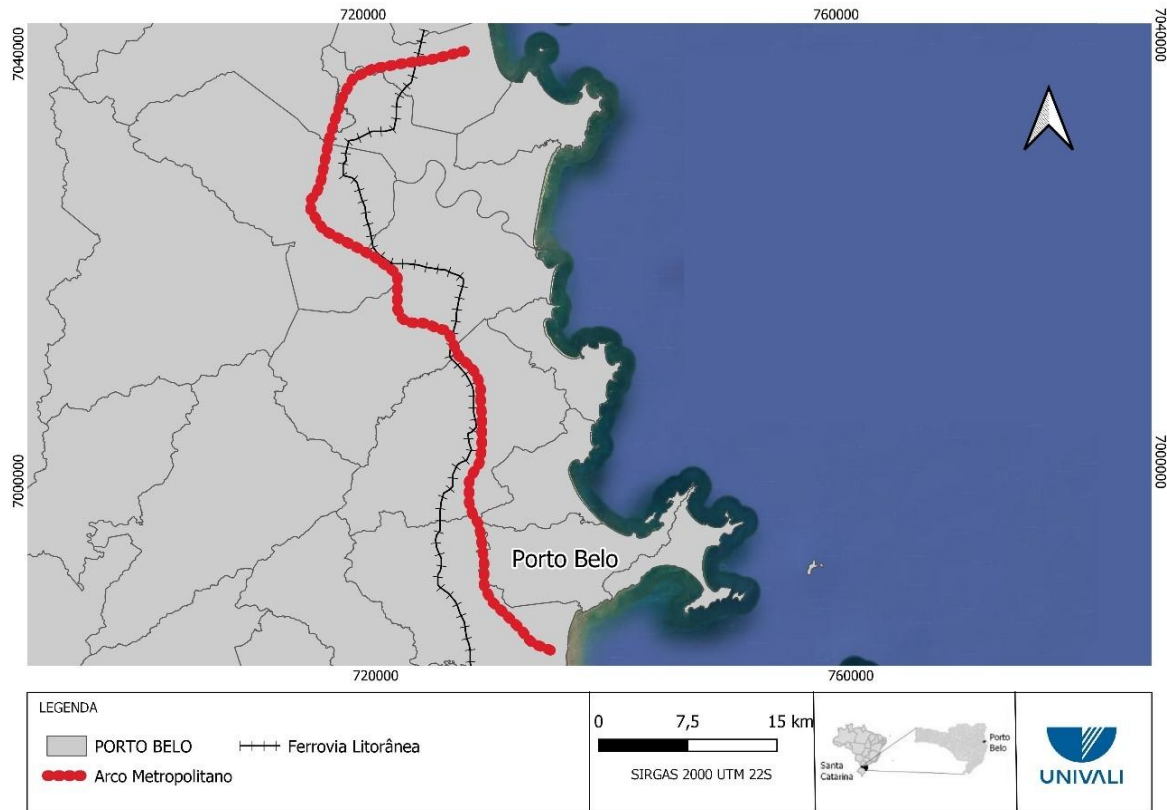 720000
760000
7040000
7040000
7000000
7000000
Porto Belo
720000
760000
LEGENDA
PORTO BELO
Ferrovia Litorânea
Arco Metropolitano
0 7,5 15 km
SIRGAS 2000 UTM 22S
Santa
Catarina
Porto
Belo
UNIVALI